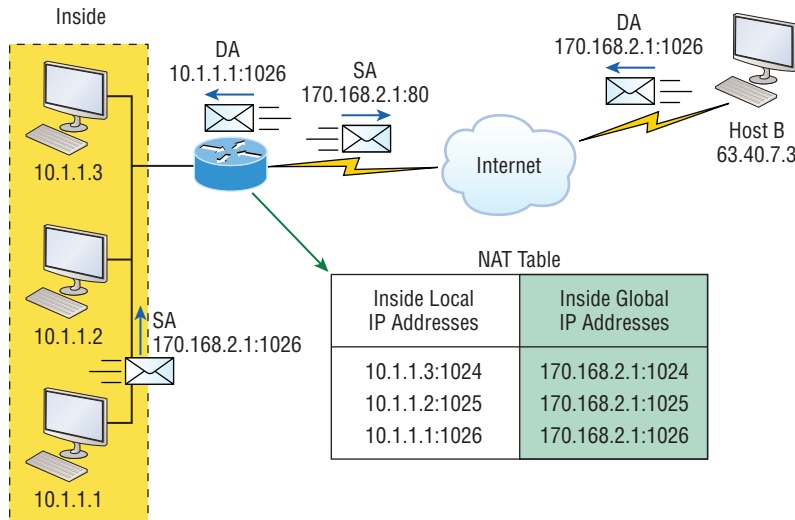 Inside
DA
10.1.1.1:1026
SA
170.168.2.1:80
DA
170.168.2.1:1026
Host B
63.40.7.3
Internet
10.1.1.3
10.1.1.2
SA
170.168.2.1:1026
10.1.1.1
NAT Table
Inside Local
IP Addresses
Inside Global
IP Addresses
10.1.1.3:1024
170.168.2.1:1024
10.1.1.2:1025
170.168.2.1:1025
10.1.1.1:1026
170.168.2.1:1026